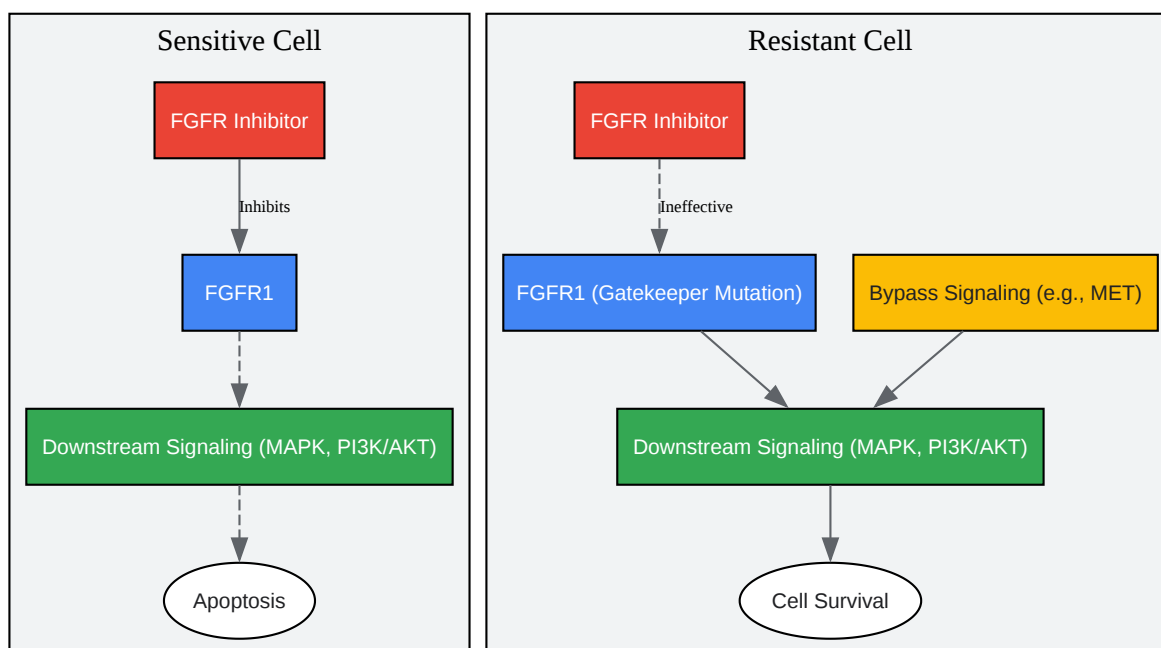 Sensitive Cell
FGFR Inhibitor
Inhibits
FGFR1
Downstream Signaling (MAPK, PI3K/AKT)
Apoptosis
Resistant Cell
FGFR Inhibitor
Ineffective
FGFR1 (Gatekeeper Mutation)
Bypass Signaling (e.g., MET)
Downstream Signaling (MAPK, PI3K/AKT)
Cell Survival